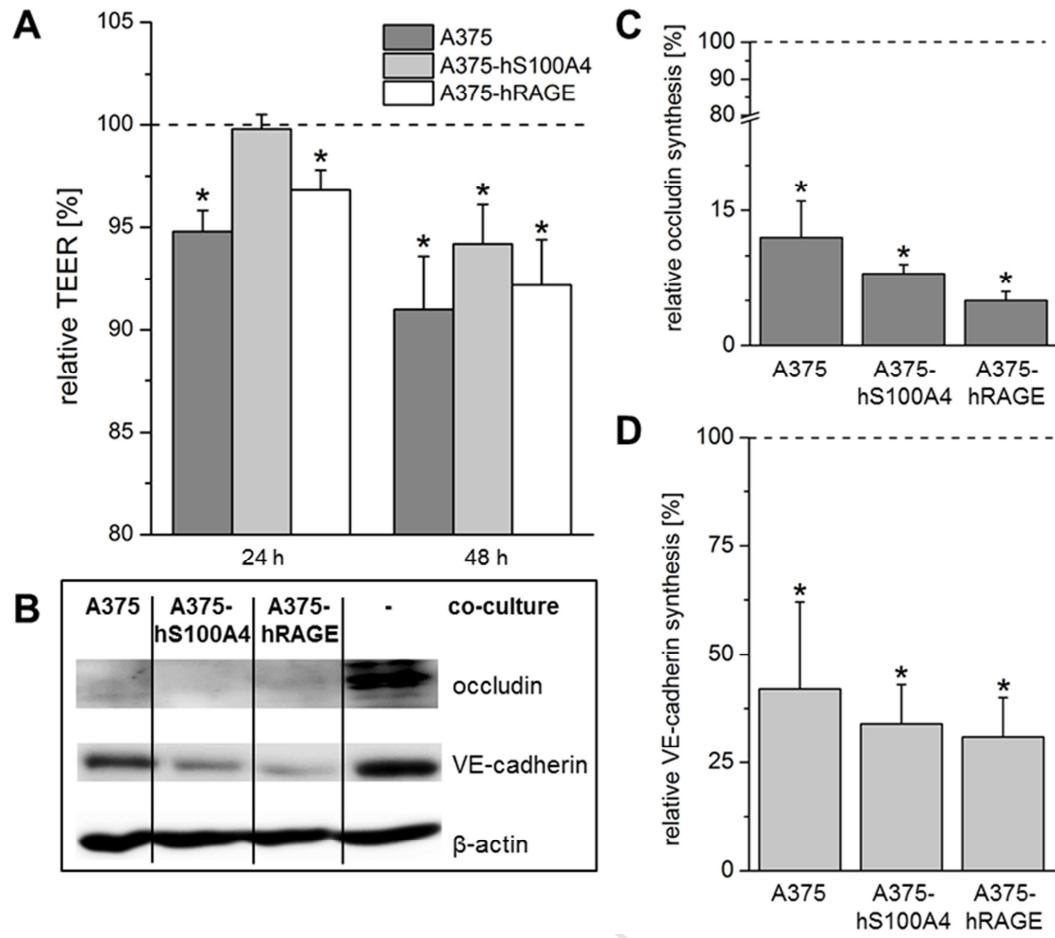 A
105
100
95
90
85
80
relative TEER [%]
A375
A375-hS100A4
A375-hRAGE
*
*
*
*
*
24 h
48 h
B
A375
A375-
hS100A4
A375-
hRAGE
-
co-culture
occludin
VE-cadherin
β-actin
C
relative occludin synthesis [%]
100
90
80
15
0
*
*
*
A375
A375-
hS100A4
A375-
hRAGE
D
relative VE-cadherin synthesis [%]
100
75
50
25
0
*
*
*
A375
A375-
hS100A4
A375-
hRAGE